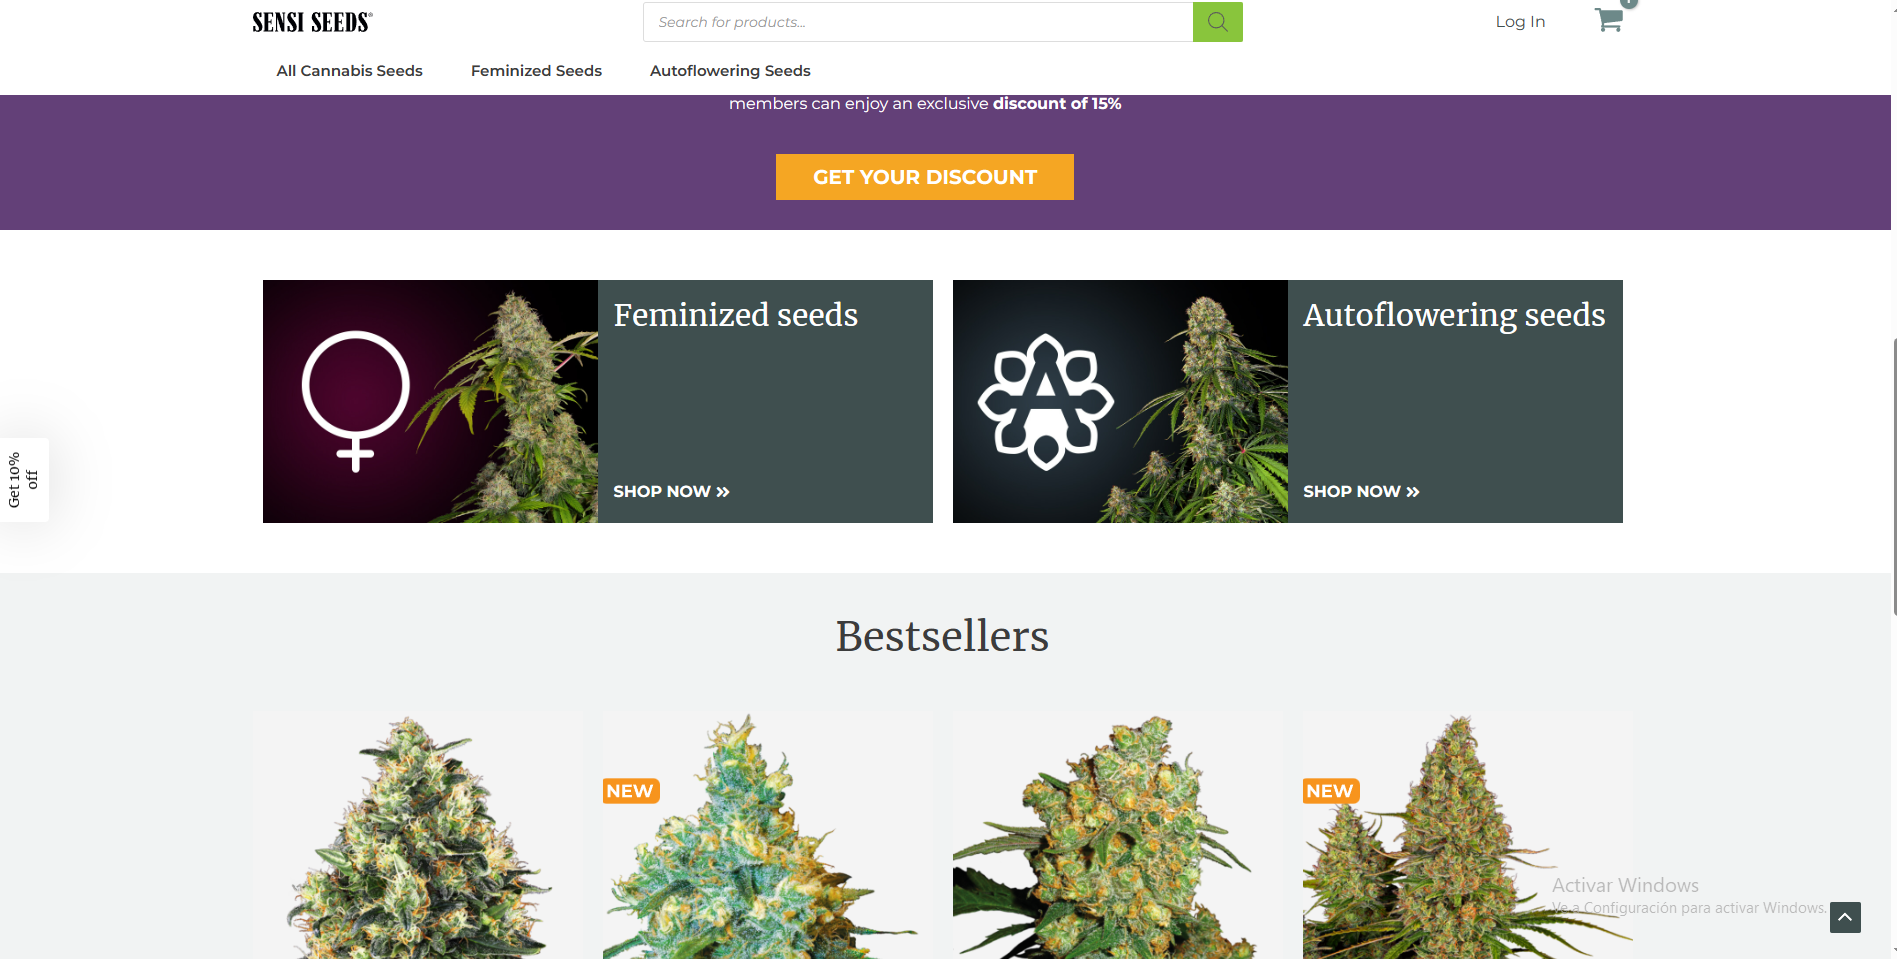 SENSI SEEDS®
Search for products...
Log In
All Cannabis Seeds
Feminized Seeds
Autoflowering Seeds
members can enjoy an exclusive discount of 15%
GET YOUR DISCOUNT
Feminized seeds
SHOP NOW »
Autoflowering seeds
SHOP NOW »
Get 10%
off
Bestsellers
NEW
NEW
Activar Windows
Ve a Configuración para activar Windows.